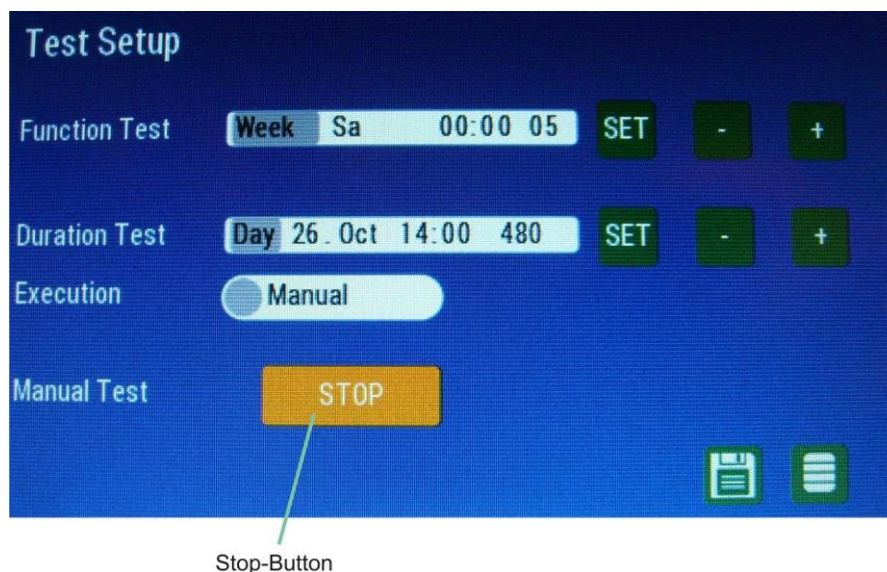 Test Setup
Function Test Week Sa 00:00 05 SET - +
Duration Test Day 26.Oct 14:00 480 SET - +
Execution Manual
Manual Test STOP
Stop-Button